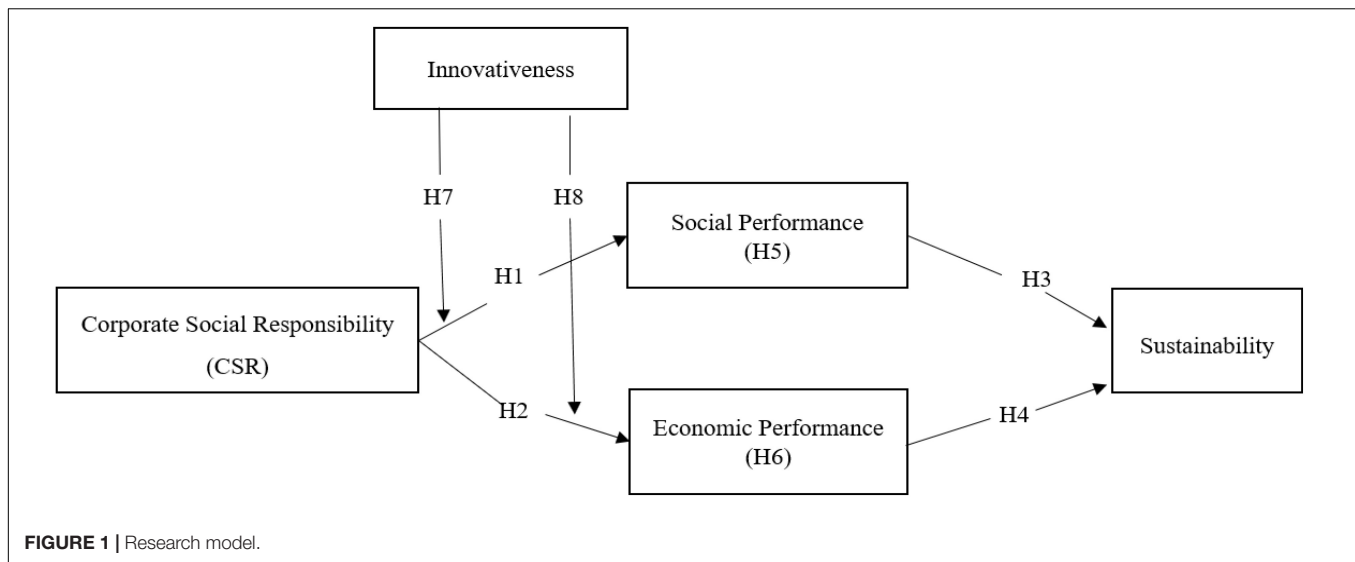 Innovativeness
H7
H8
Social Performance
(H5)
H1
H3
Corporate Social Responsibility
(CSR)
Sustainability
H2
Economic Performance
(H6)
H4
FIGURE 1 | Research model.